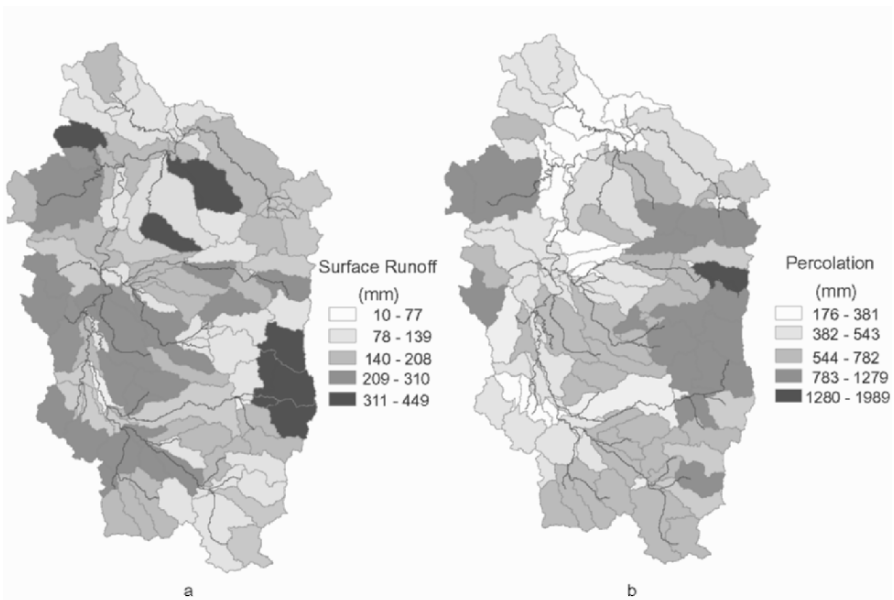 Surface Runoff
(mm)
10 - 77
78 - 139
140 - 208
209 - 310
311 - 449
a
Percolation
(mm)
176 - 381
382 - 543
544 - 782
783 - 1279
1280 - 1989
b